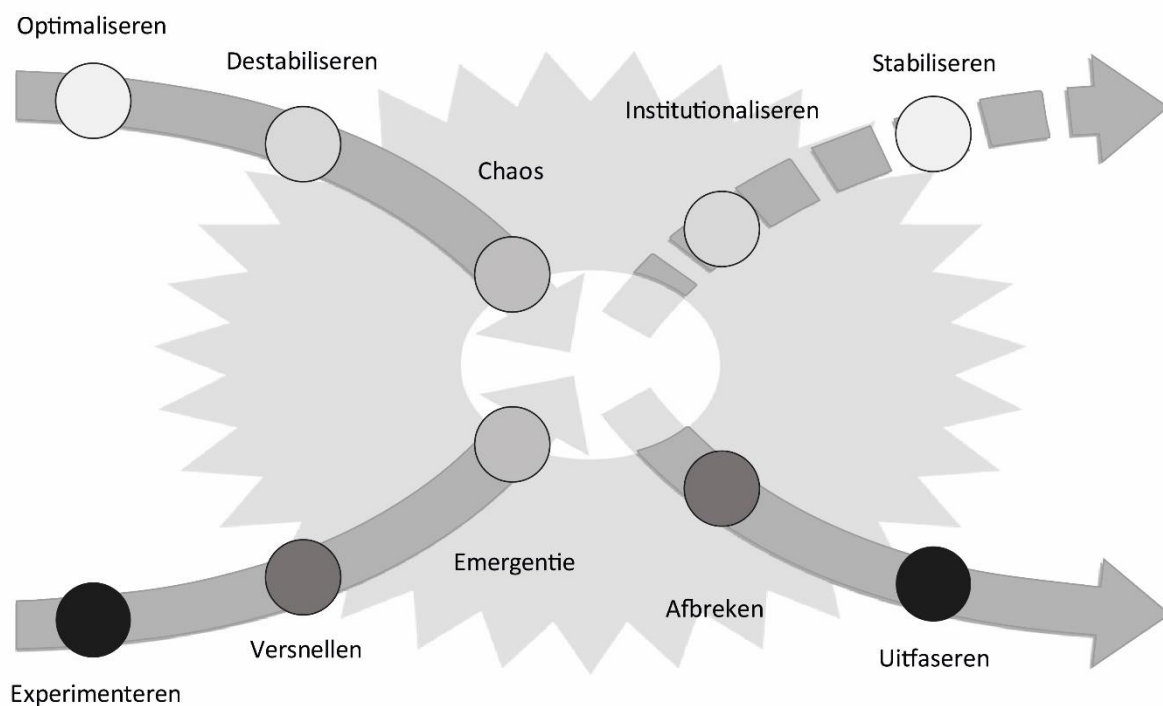 Optimaliseren
Destabiliseren
Stabiliseren
Institutionaliseren
Chaos
Emergentie
Afbreken
Versnellen
Uitfaseren
Experimenteren